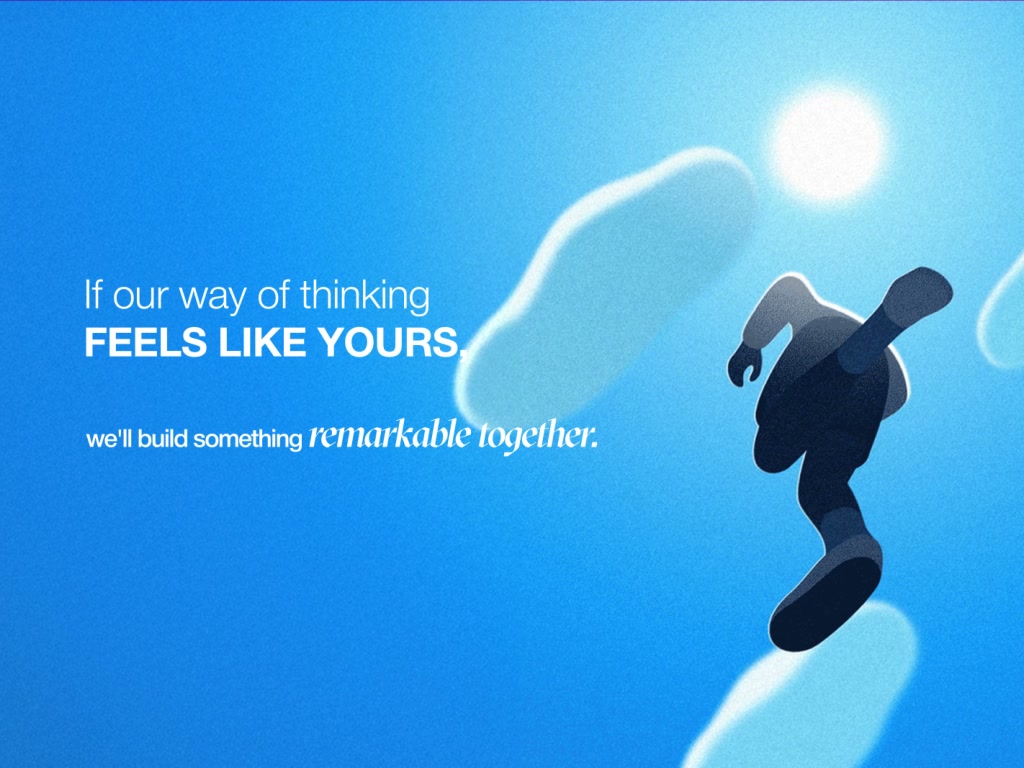 If our way of thinking
FEELS LIKE YOURS,
we'll build something remarkable together.